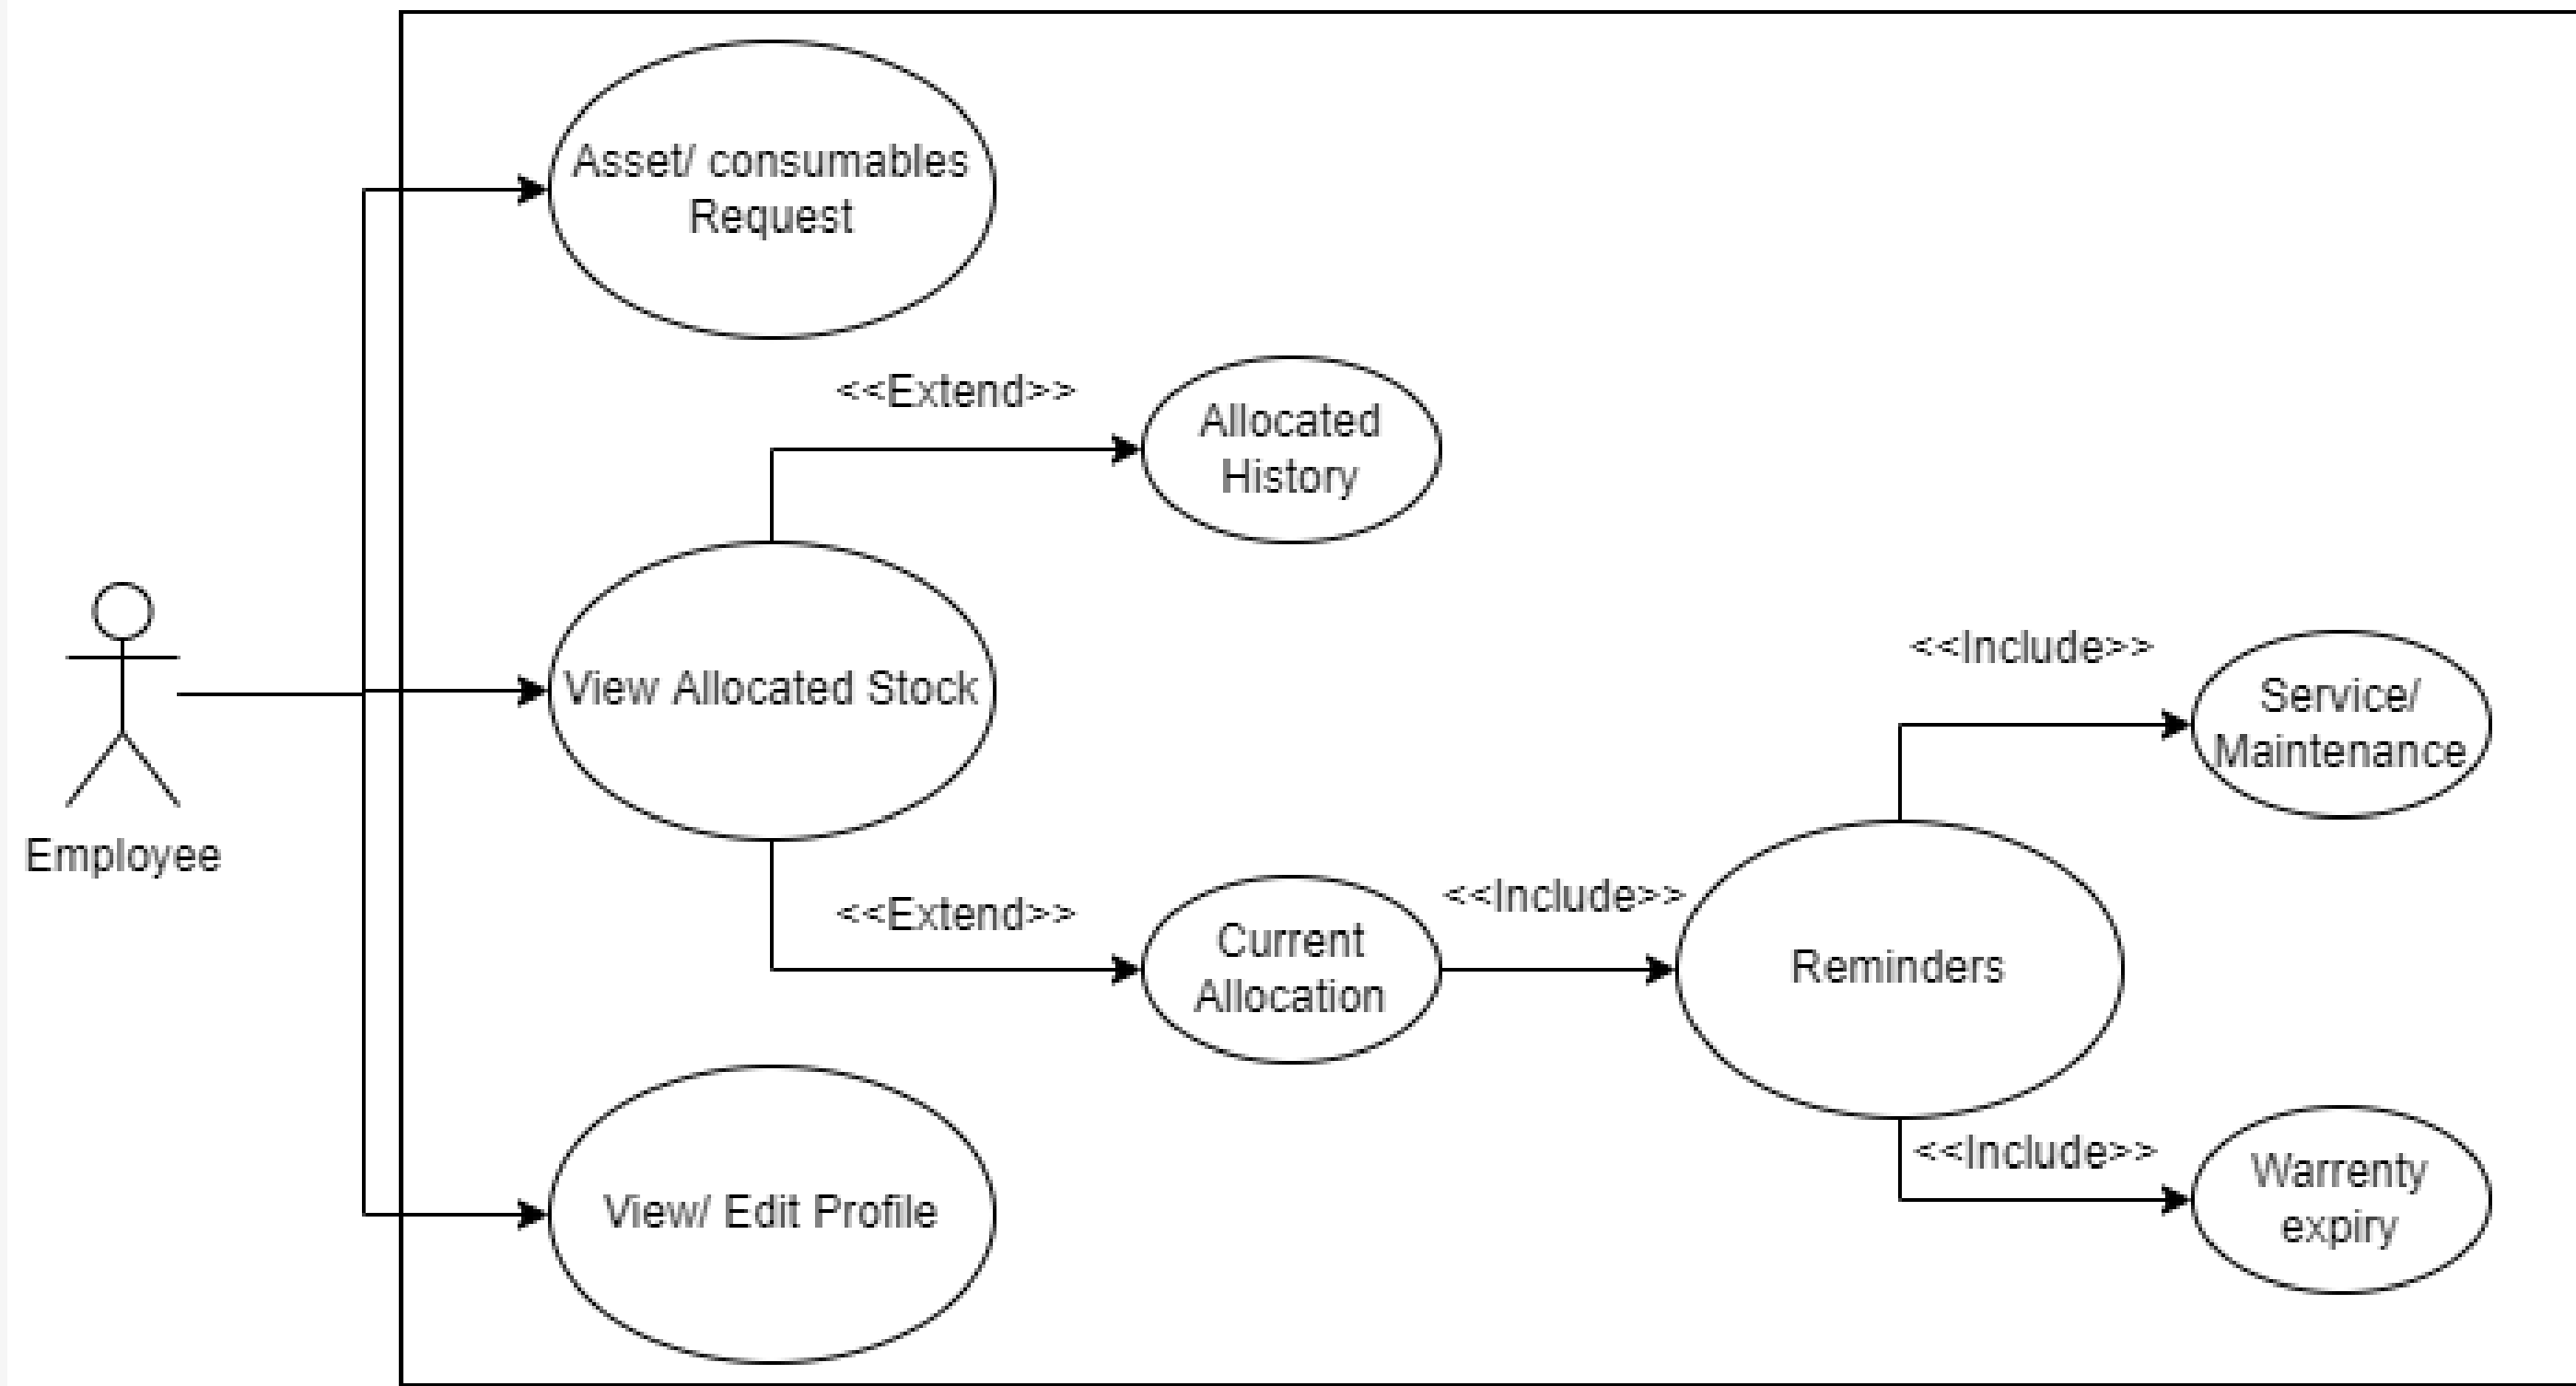 Asset/ consumables
Request
<<Extend>>
Allocated
History
Employee
View Allocated Stock
<<Extend>>
Current
Allocation
<<Include>>
Reminders
<<Include>>
Service/
Maintenance
<<Include>>
Warrenty
expiry
View/ Edit Profile